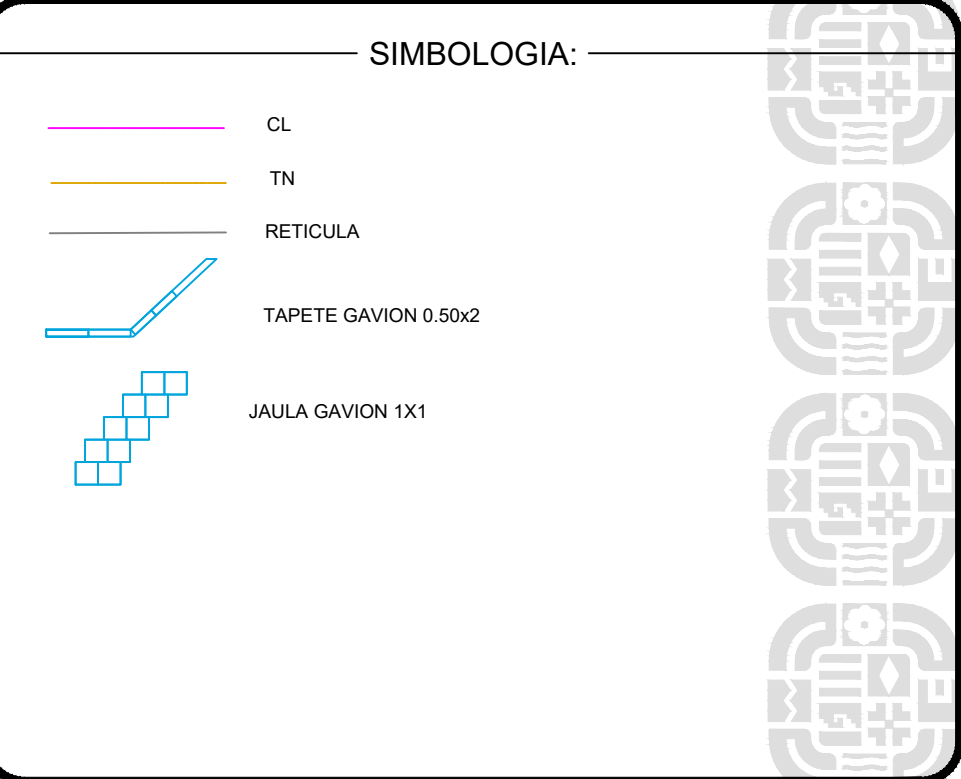 SIMBOLOGIA:
CL
TN
RETICULA
TAPETE GAVION 0.50x2
JAULA GAVION 1X1